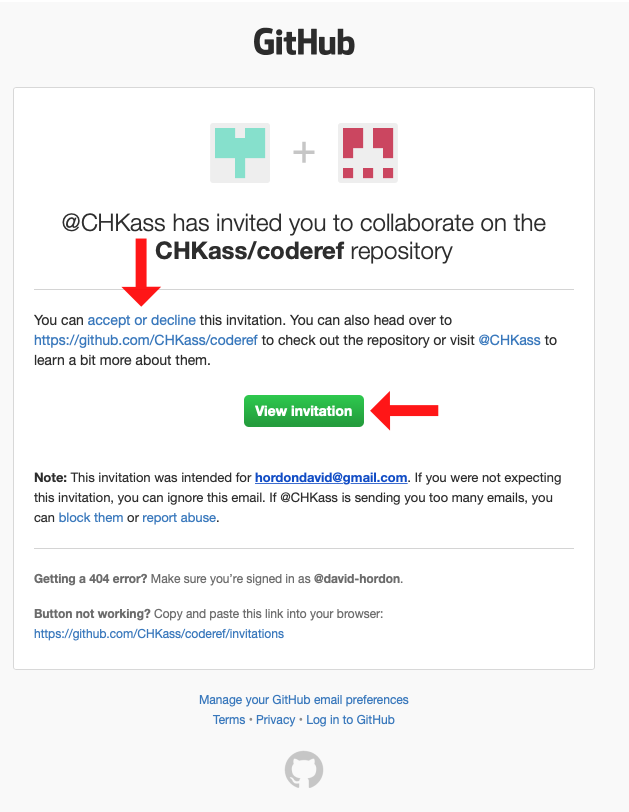 GitHub
@CHKass has invited you to collaborate on the
CHKass/coderef repository
You can accept or decline this invitation. You can also head over to
https://github.com/CHKass/coderef to check out the repository or visit @CHKass to
learn a bit more about them.
View invitation
Note: This invitation was intended for hordondavid@gmail.com. If you were not expecting
this invitation, you can ignore this email. If @CHKass is sending you too many emails, you
can block them or report abuse.
Getting a 404 error? Make sure you’re signed in as @david-hordon.
Button not working? Copy and paste this link into your browser:
https://github.com/CHKass/coderef/invitations
Manage your GitHub email preferences
Terms • Privacy • Log in to GitHub